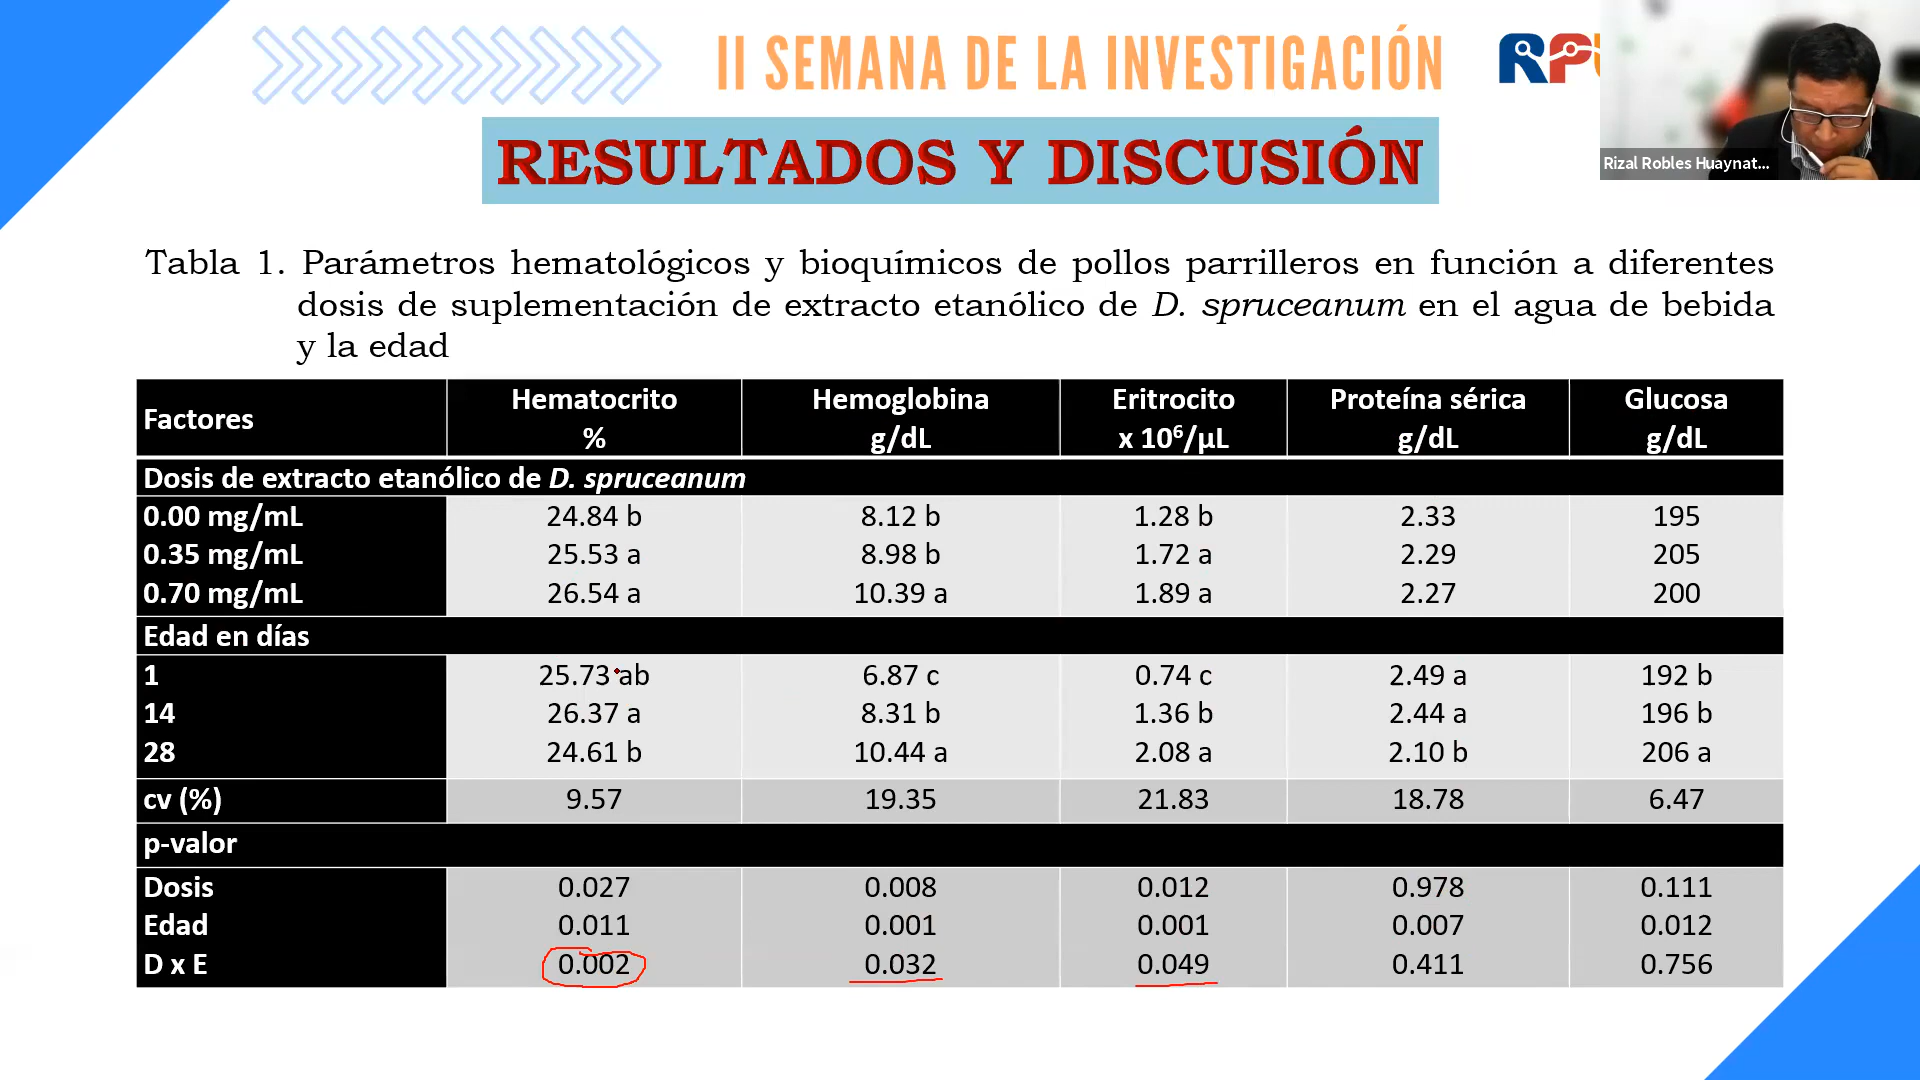 II SEMANA DE LA INVESTIGACIÓN
RP
Rizal Robles Huaynat...
RESULTADOS Y DISCUSIÓN
Tabla 1. Parámetros hematológicos y bioquímicos de pollos parrilleros en función a diferentes
dosis de suplementación de extracto etanólico de D. spruceanum en el agua de bebida
y la edad
Factores Hematocrito % Hemoglobina g/dL Eritrocito x 10⁶/µL Proteína sérica g/dL Glucosa g/dL
Dosis de extracto etanólico de D. spruceanum
0.00 mg/mL 24.84 b 8.12 b 1.28 b 2.33 195
0.35 mg/mL 25.53 a 8.98 b 1.72 a 2.29 205
0.70 mg/mL 26.54 a 10.39 a 1.89 a 2.27 200
Edad en días
1 25.73 ab 6.87 c 0.74 c 2.49 a 192 b
14 26.37 a 8.31 b 1.36 b 2.44 a 196 b
28 24.61 b 10.44 a 2.08 a 2.10 b 206 a
cv (%) 9.57 19.35 21.83 18.78 6.47
p-valor
Dosis 0.027 0.008 0.012 0.978 0.111
Edad 0.011 0.001 0.001 0.007 0.012
D x E 0.002 0.032 0.049 0.411 0.756